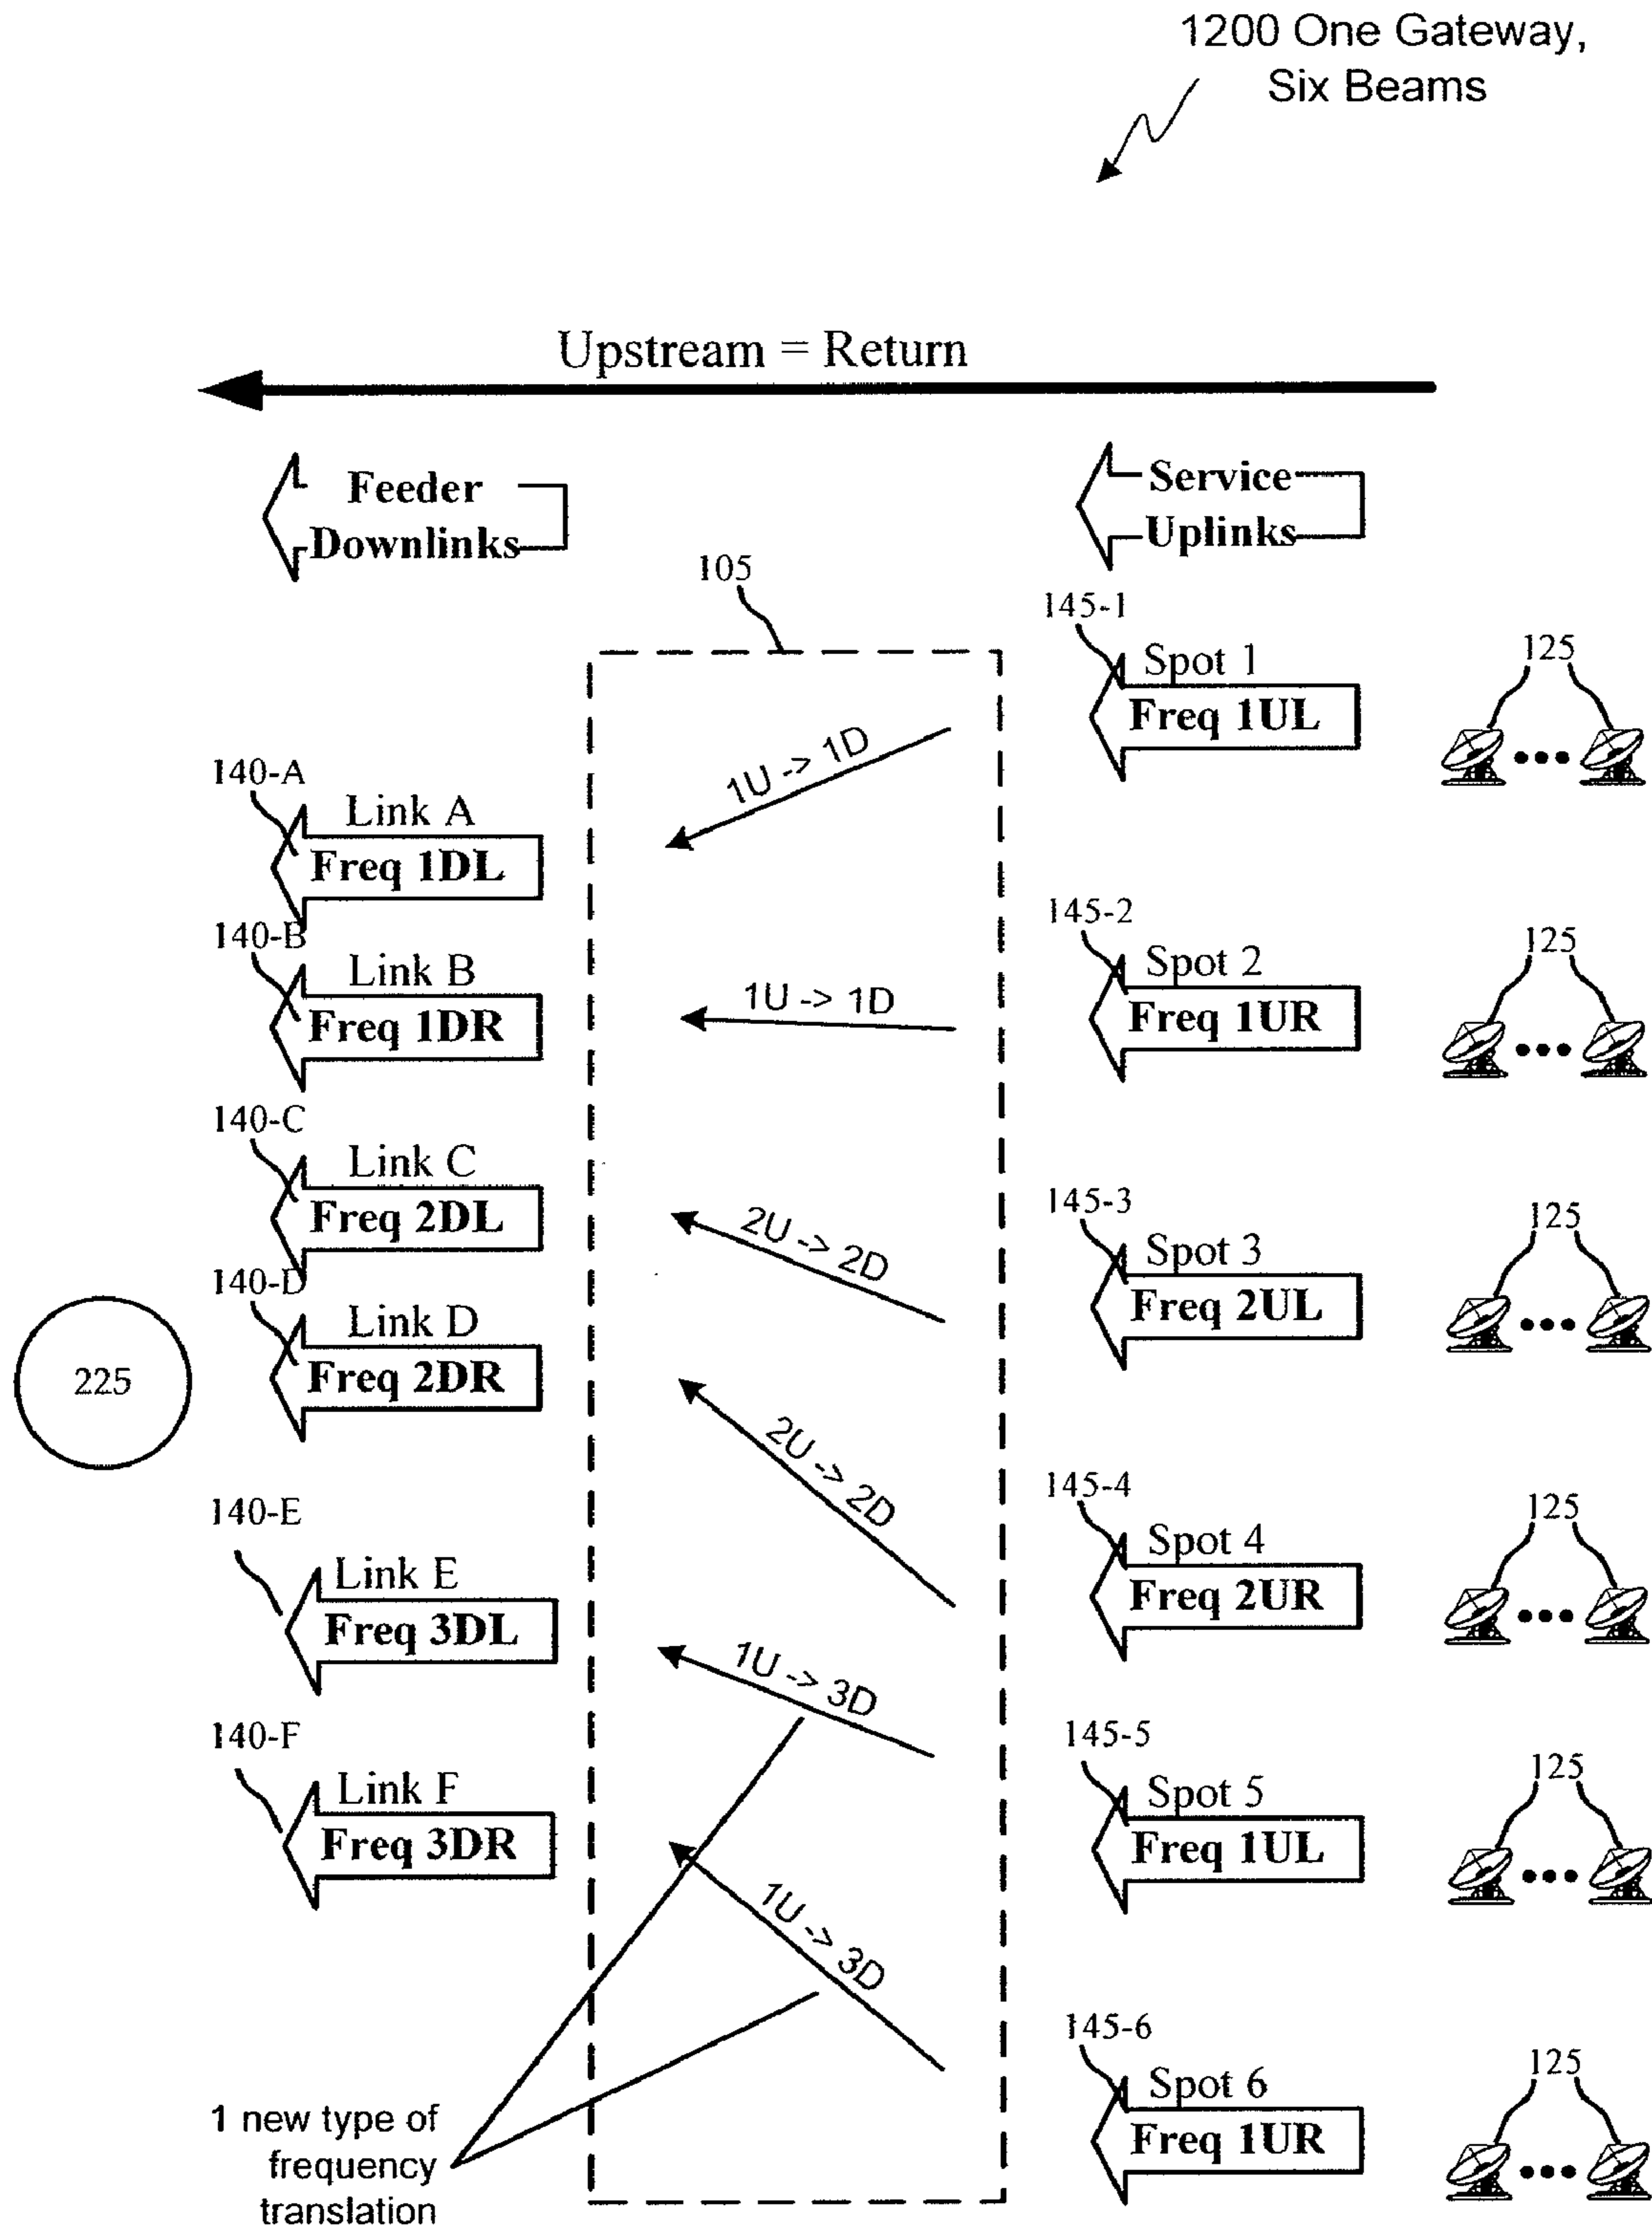 1200 One Gateway,
Six Beams
Upstream = Return
Feeder
Downlinks
Service
Uplinks
105
145-1
Spot 1
Freq 1UL
125
1U -> 1D
140-A
Link A
Freq 1DL
145-2
Spot 2
Freq 1UR
125
1U -> 1D
140-B
Link B
Freq 1DR
145-3
Spot 3
Freq 2UL
125
2U -> 2D
140-C
Link C
Freq 2DL
140-D
Link D
Freq 2DR
225
2U -> 2D
145-4
Spot 4
Freq 2UR
125
140-E
Link E
Freq 3DL
1U -> 3D
145-5
Spot 5
Freq 1UL
125
140-F
Link F
Freq 3DR
1U -> 3D
145-6
Spot 6
Freq 1UR
125
1 new type of
frequency
translation